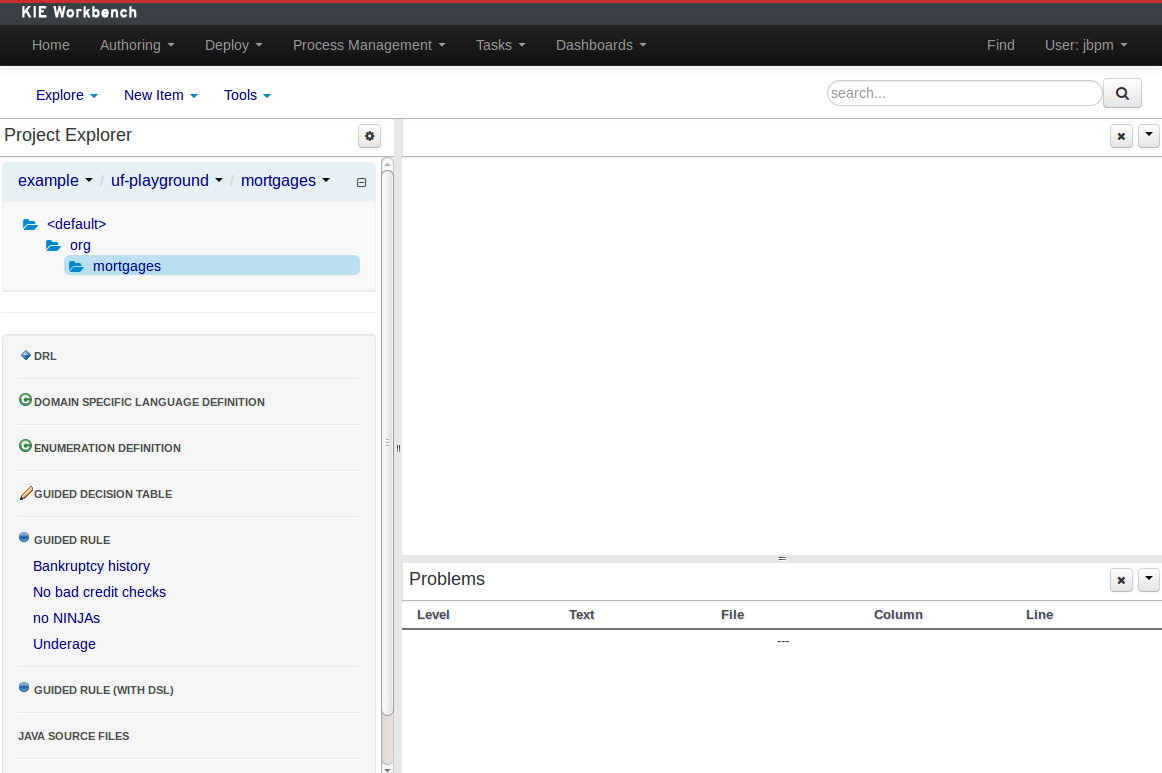 KIE Workbench
Home Authoring Deploy Process Management Tasks Dashboards Find User: jbpm
Explore New Item Tools search...
Project Explorer
example / uf-playground / mortgages
<default>
org
mortgages
DRL
DOMAIN SPECIFIC LANGUAGE DEFINITION
ENUMERATION DEFINITION
GUIDED DECISION TABLE
GUIDED RULE
Bankruptcy history
No bad credit checks
no NINJAs
Underage
GUIDED RULE (WITH DSL)
JAVA SOURCE FILES
Problems
Level Text File Column Line
---